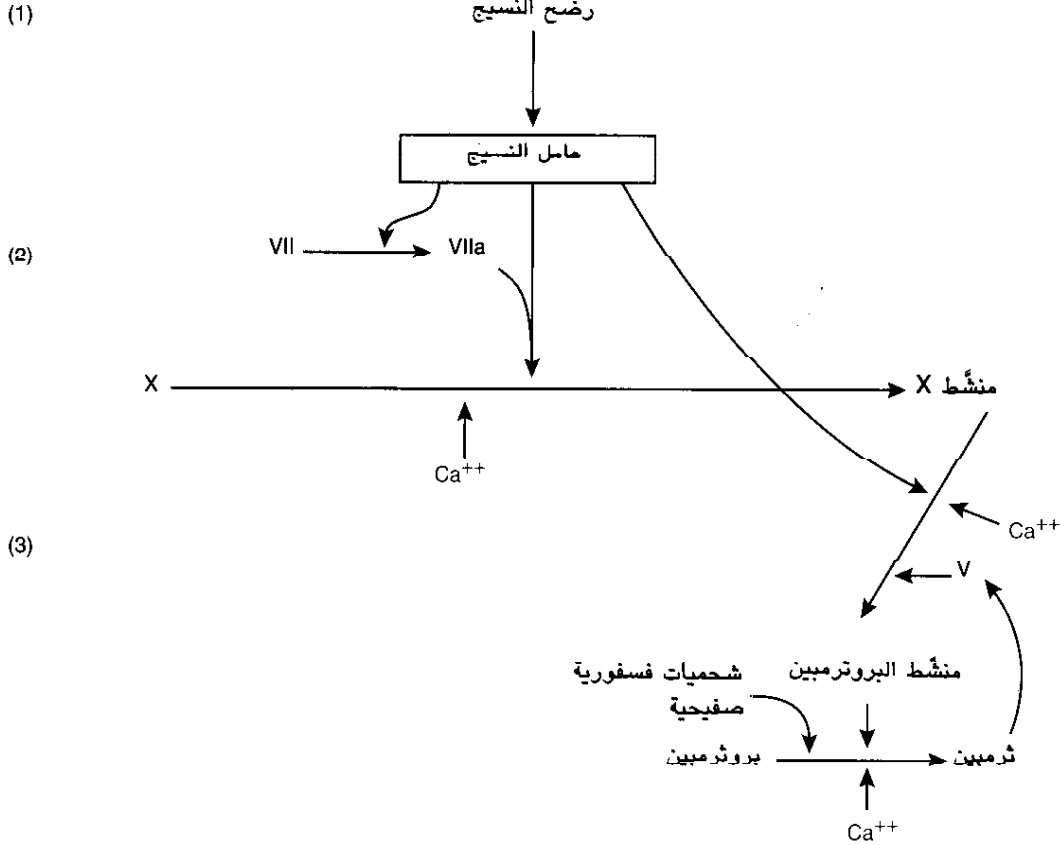 (1)
رضح النسيج
عامل النسيج
(2)
VII
VIIa
X
منشَّط X
Ca++
Ca++
(3)
V
شحميات فسفورية
صفيحية
منشَّط البروترمبين
بروثرمبين
ثرمبين
Ca++